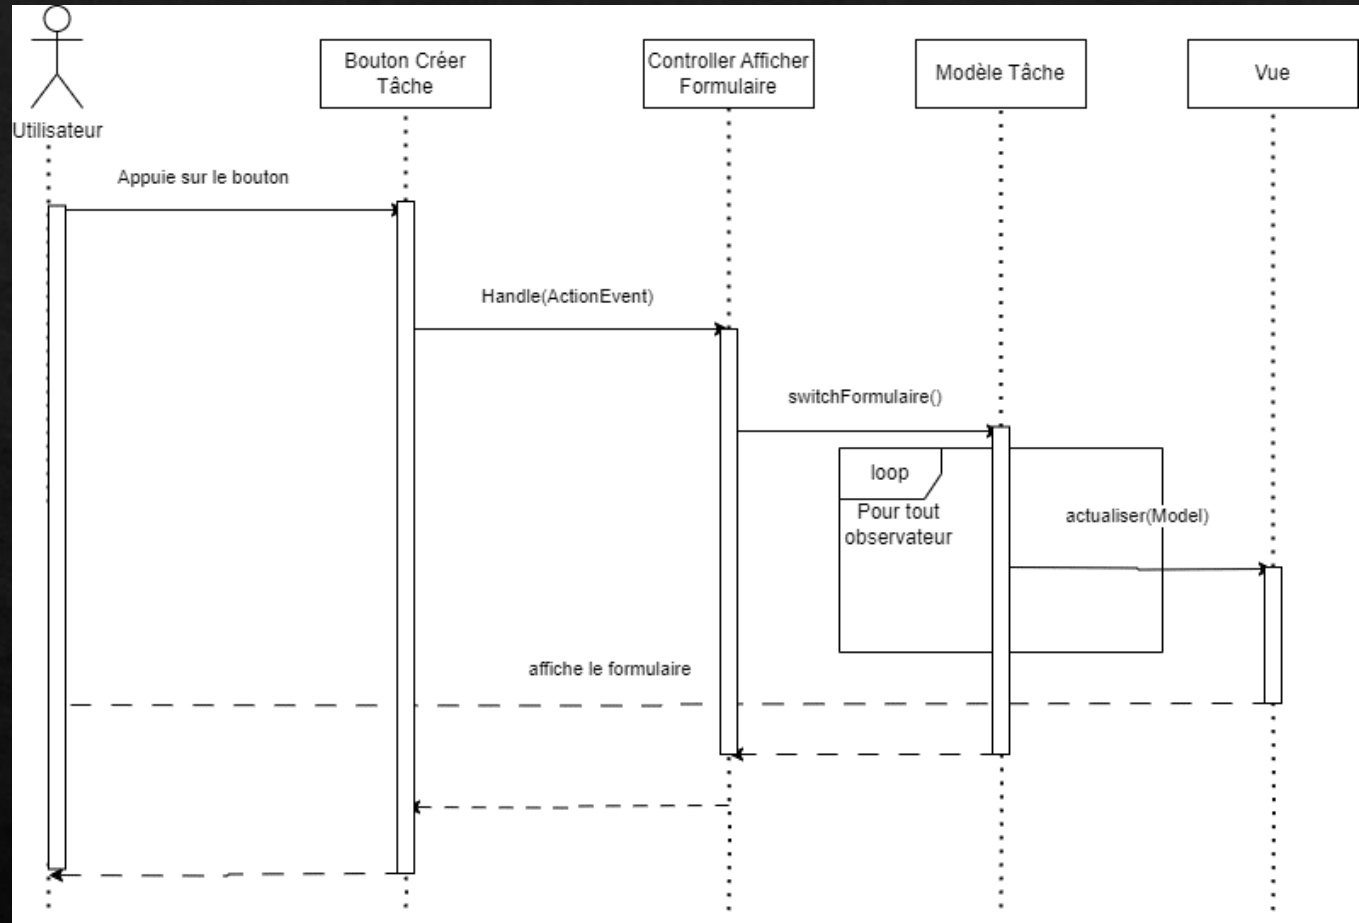 Utilisateur
Bouton Créer
Tâche
Controller Afficher
Formulaire
Modèle Tâche
Vue
Appuie sur le bouton
Handle(ActionEvent)
switchFormulaire()
loop
Pour tout
observateur
actualiser(Model)
affiche le formulaire